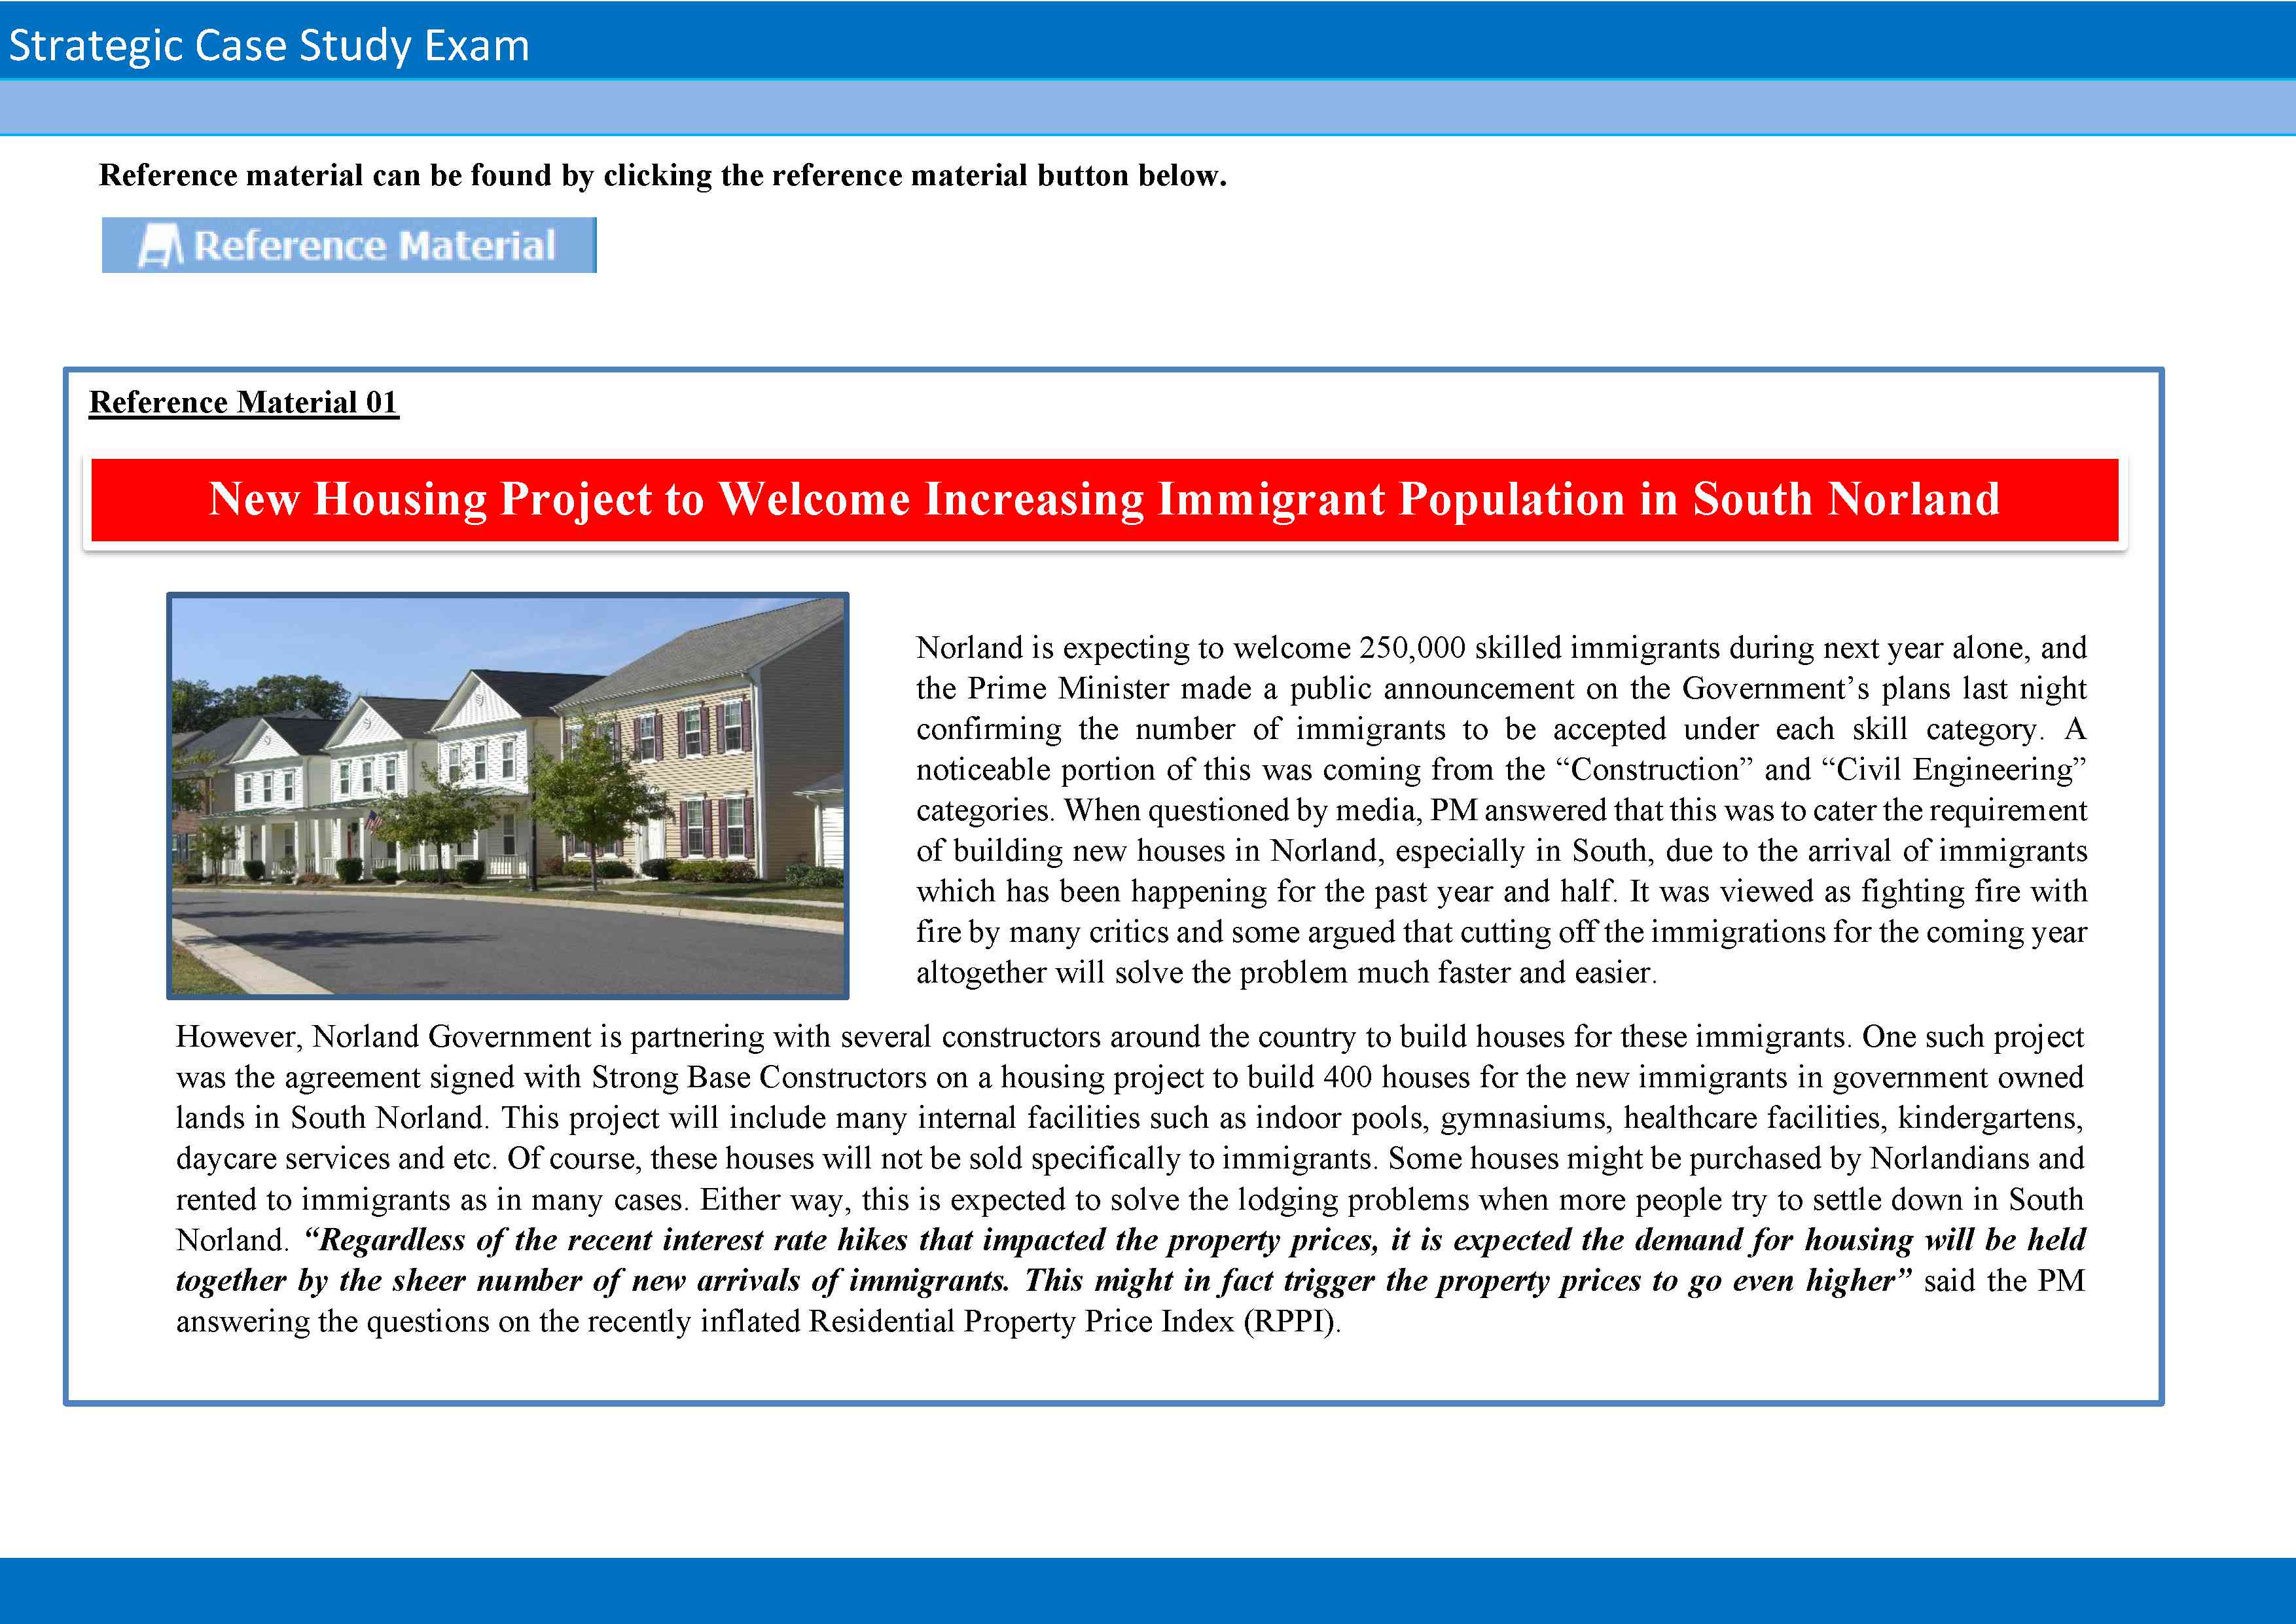 Strategic Case Study Exam
Reference material can be found by clicking the reference material button below.
Reference Material
Reference Material 01
New Housing Project to Welcome Increasing Immigrant Population in South Norland
Norland is expecting to welcome 250,000 skilled immigrants during next year alone, and
the Prime Minister made a public announcement on the Government’s plans last night
confirming the number of immigrants to be accepted under each skill category. A
noticeable portion of this was coming from the “Construction” and “Civil Engineering”
categories. When questioned by media, PM answered that this was to cater the requirement
of building new houses in Norland, especially in South, due to the arrival of immigrants
which has been happening for the past year and half. It was viewed as fighting fire with
fire by many critics and some argued that cutting off the immigrations for the coming year
altogether will solve the problem much faster and easier.
However, Norland Government is partnering with several constructors around the country to build houses for these immigrants. One such project
was the agreement signed with Strong Base Constructors on a housing project to build 400 houses for the new immigrants in government owned
lands in South Norland. This project will include many internal facilities such as indoor pools, gymnasiums, healthcare facilities, kindergartens,
daycare services and etc. Of course, these houses will not be sold specifically to immigrants. Some houses might be purchased by Norlandians and
rented to immigrants as in many cases. Either way, this is expected to solve the lodging problems when more people try to settle down in South
Norland. “Regardless of the recent interest rate hikes that impacted the property prices, it is expected the demand for housing will be held
together by the sheer number of new arrivals of immigrants. This might in fact trigger the property prices to go even higher” said the PM
answering the questions on the recently inflated Residential Property Price Index (RPPI).